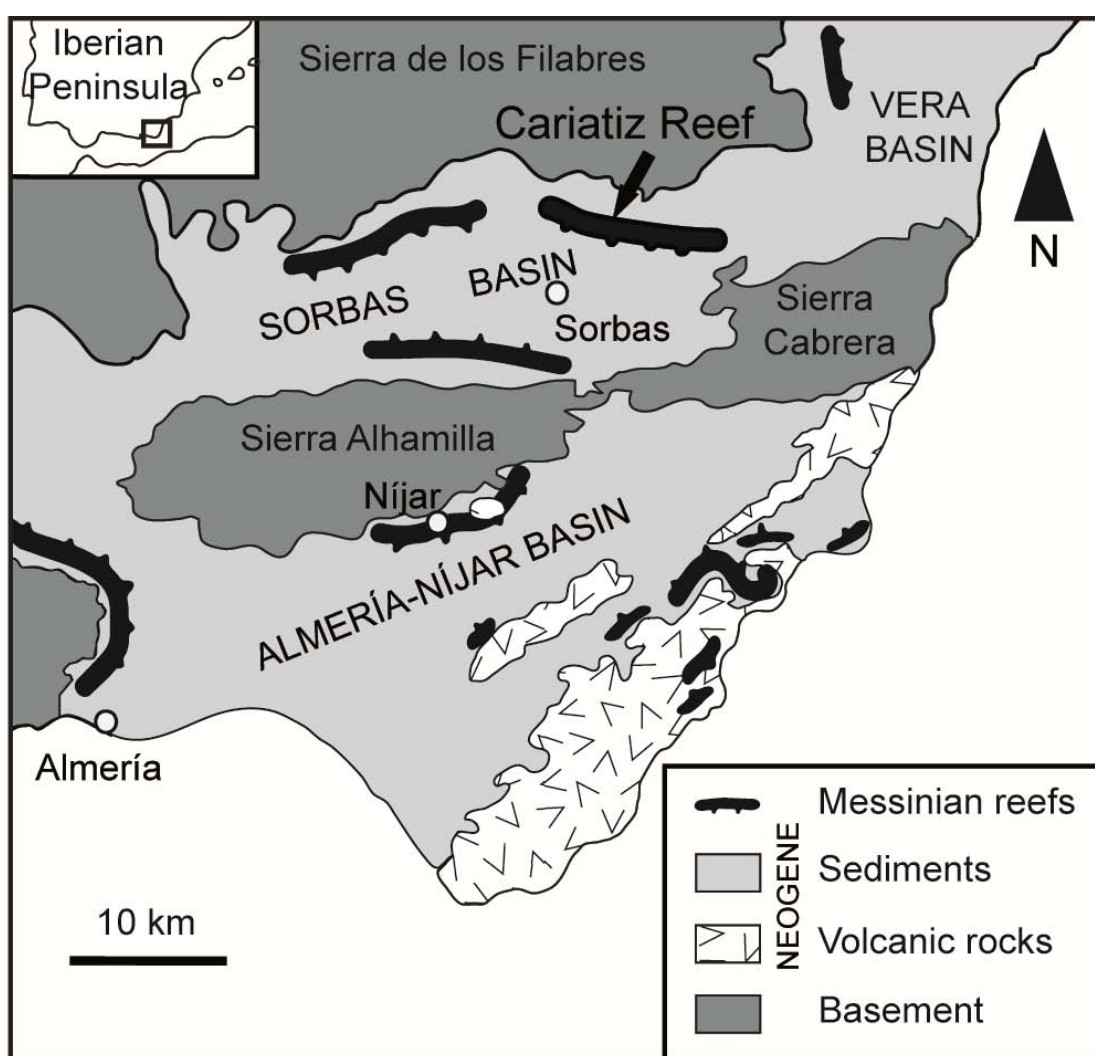 Iberian
Peninsula
Sierra de los Filabres
Cariatiz Reef
VERA
BASIN
N
SORBAS BASIN
Sorbas
Sierra
Cabrera
Sierra Alhamilla
Níjar
ALMERÍA-NÍJAR BASIN
Almería
10 km
NEOGENE
Messinian reefs
Sediments
Volcanic rocks
Basement